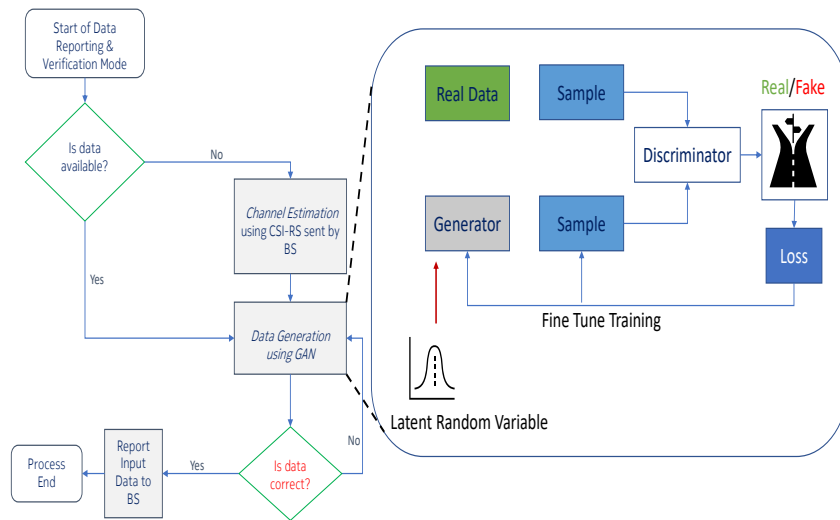 Start of Data
Reporting &
Verification Mode
Is data
available?
No
Yes
Channel Estimation
using CSI-RS sent by
BS
Data Generation
using GAN
No
Is data
correct?
Yes
Report
Input
Data to
BS
Process
End
Real Data
Sample
Real/Fake
Discriminator
Generator
Sample
Loss
Fine Tune Training
Latent Random Variable